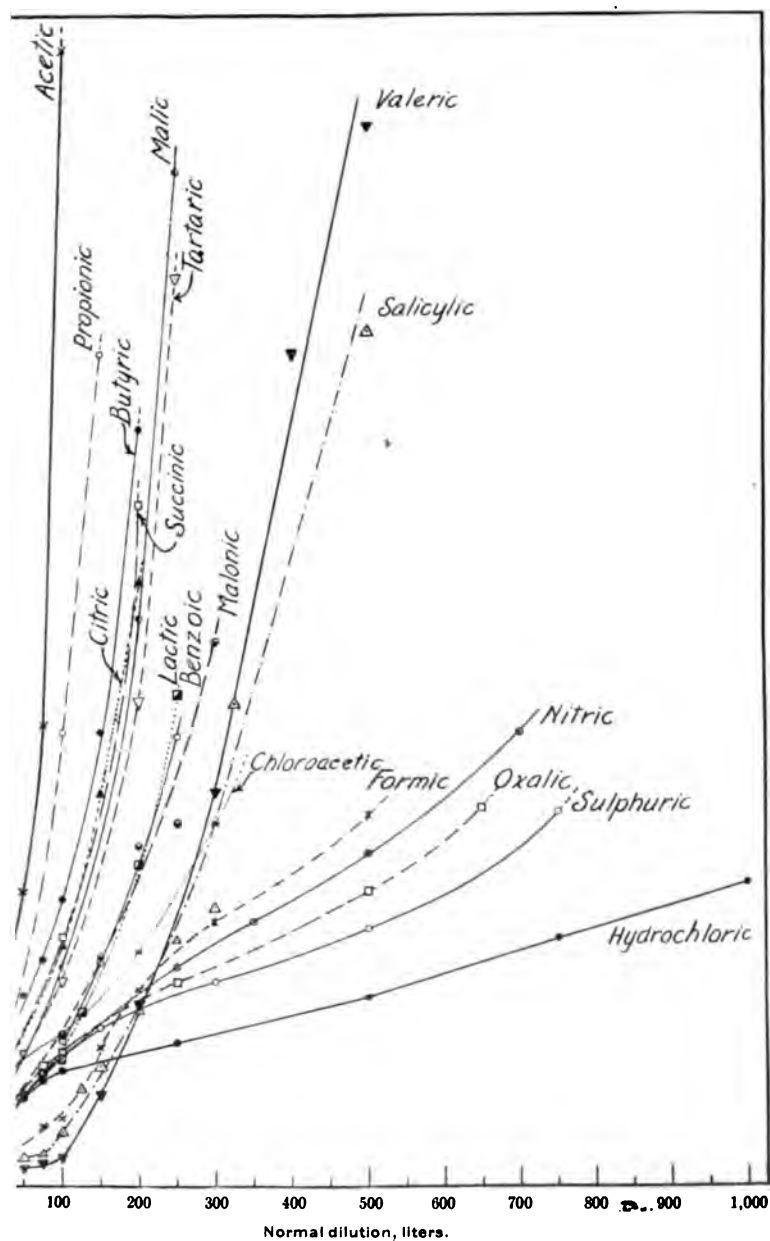 Acetic
Malic
Tartaric
Valeric
Salicylic
Propionic
Butyric
Succinic
Citric
Lactic
Benzoic
Malonic
Chloroacetic
Formic
Nitric
Oxalic
Sulphuric
Hydrochloric
100 200 300 400 500 600 700 800 900 1,000
Normal dilution, liters.